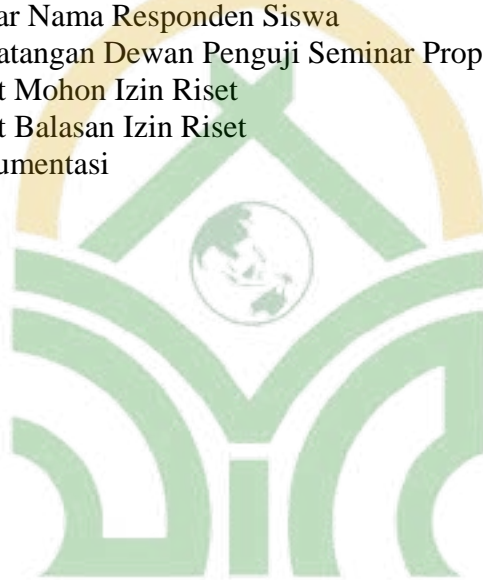 ar Nama Responden Siswa
atangan Dewan Penguji Seminar Prop
t Mohon Izin Riset
t Balasan Izin Riset
umentasi